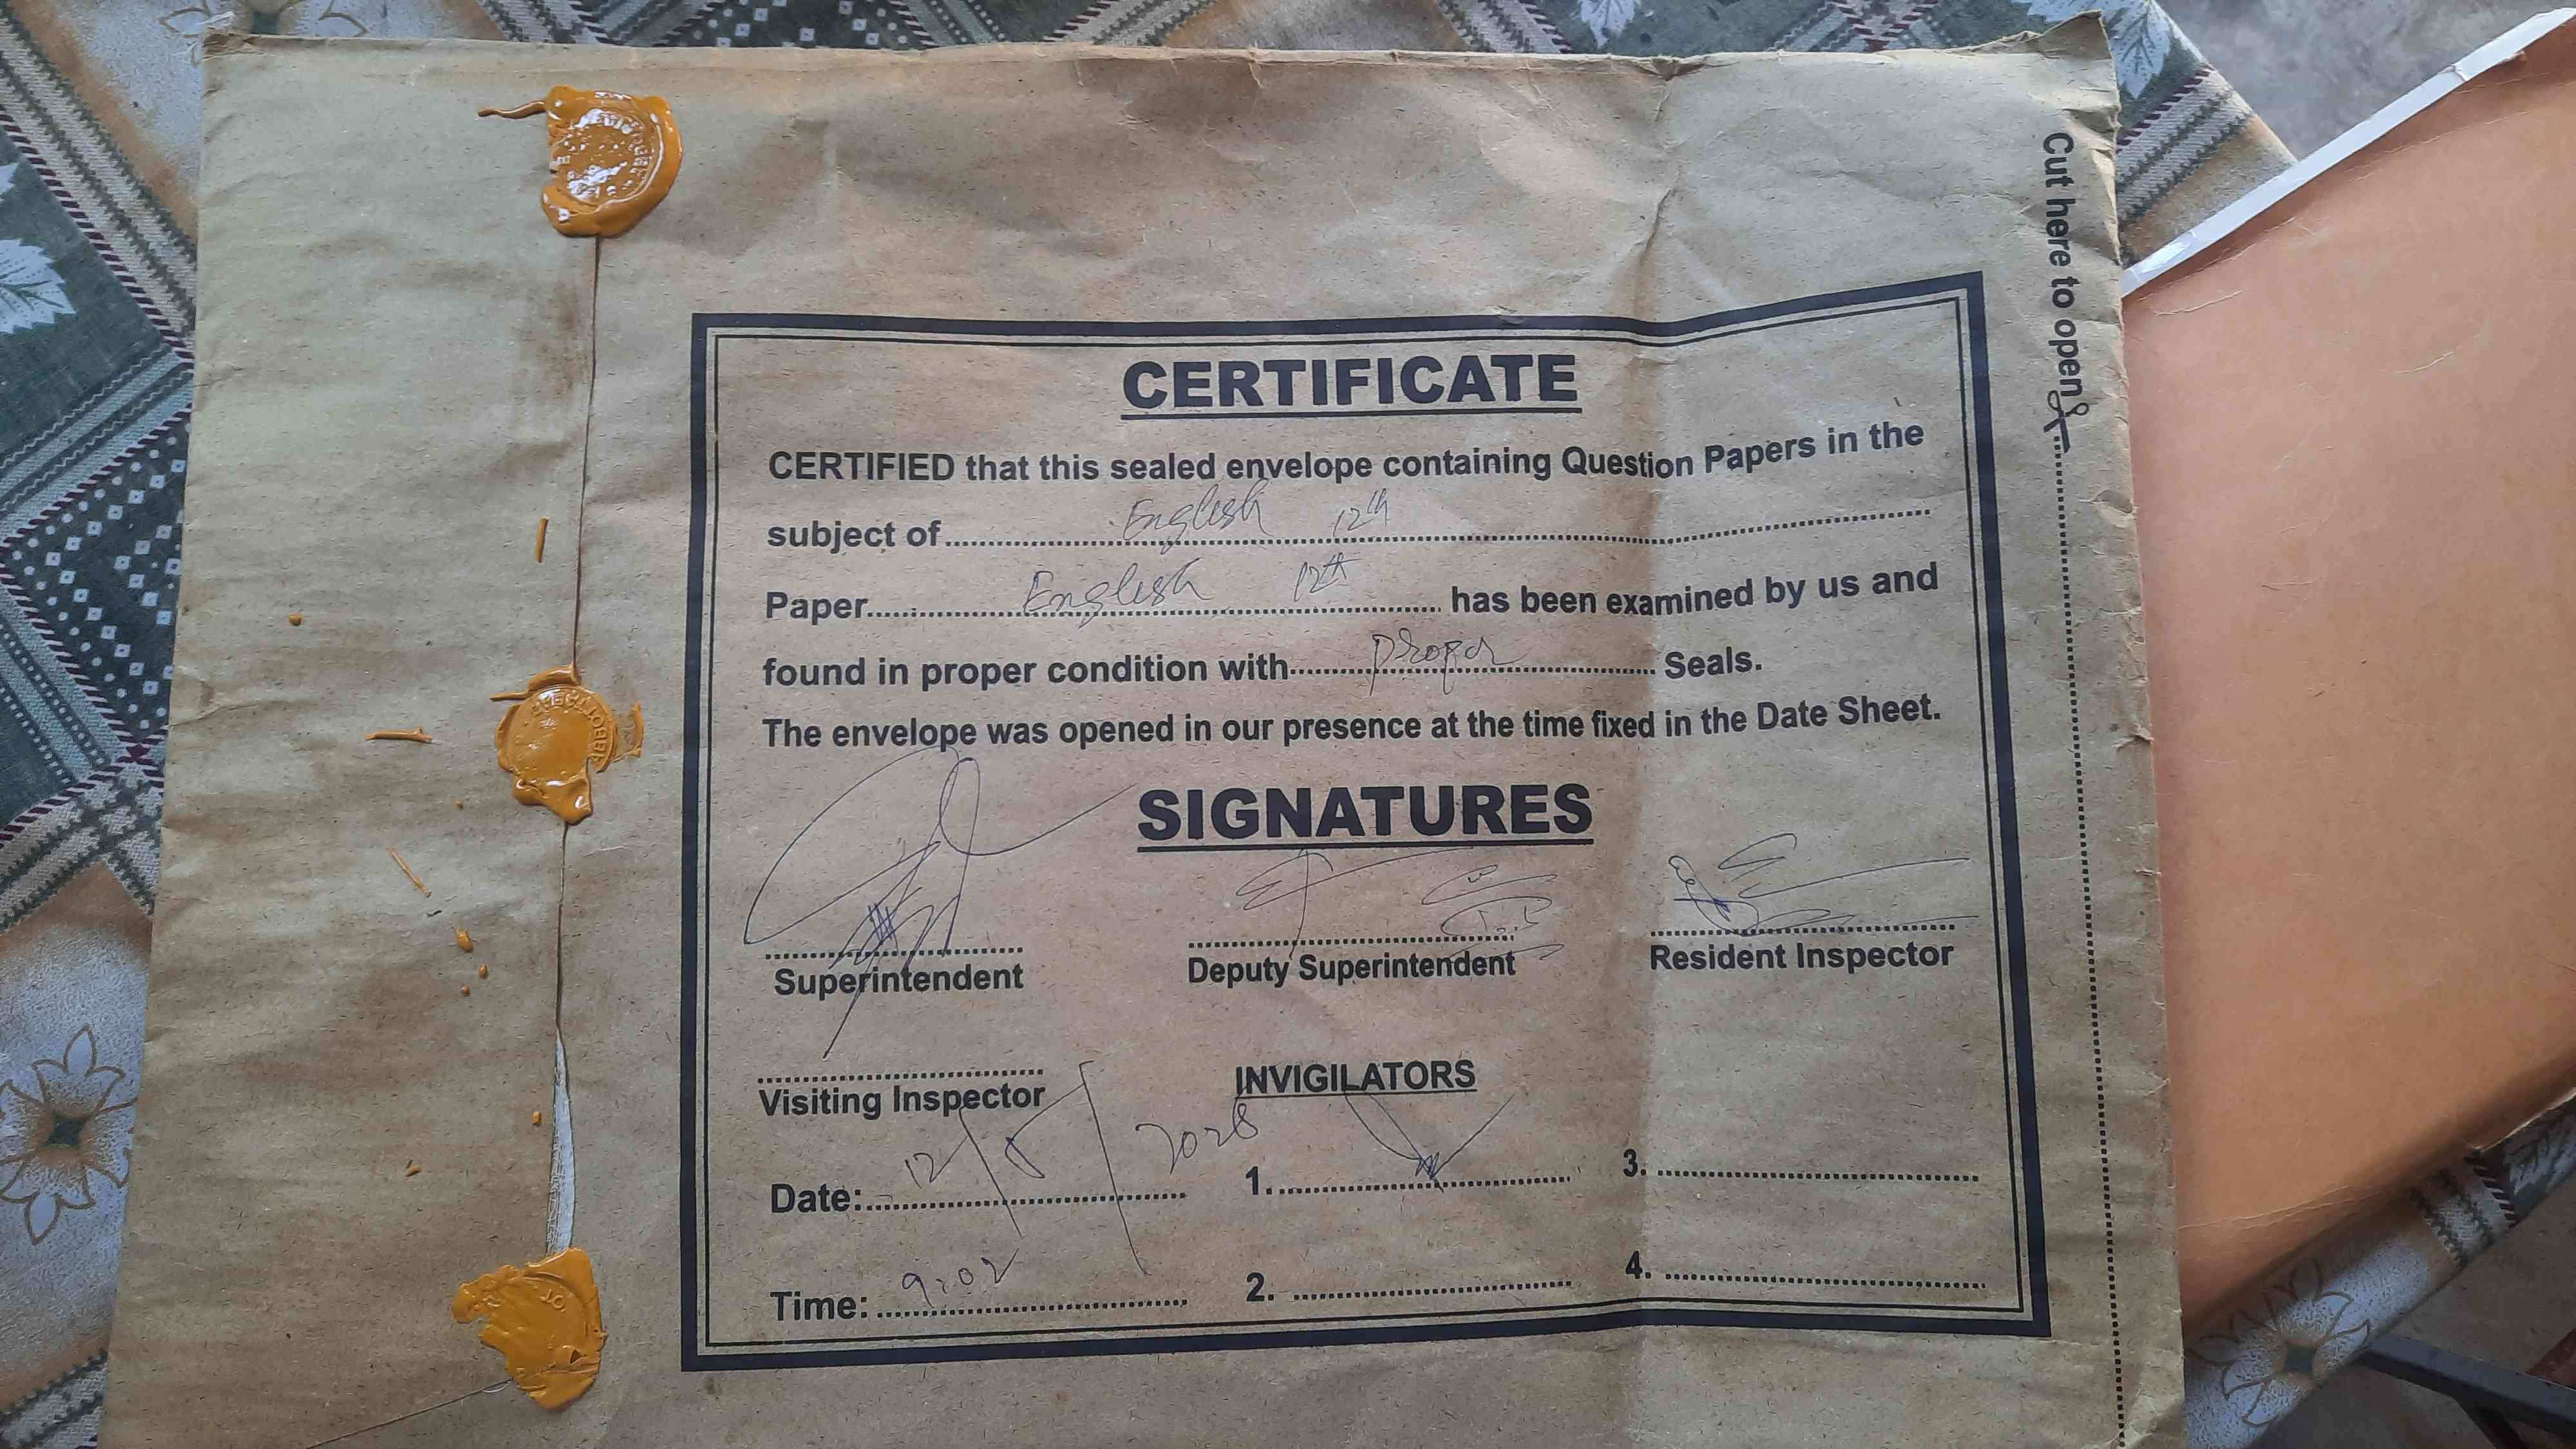 Cut here to open
CERTIFICATE
CERTIFIED that this sealed envelope containing Question Papers in the
subject of English 12th
Paper English 12th has been examined by us and
found in proper condition with proper Seals.
The envelope was opened in our presence at the time fixed in the Date Sheet.
SIGNATURES
Superintendent Deputy Superintendent Resident Inspector
Visiting Inspector INVIGILATORS
Date: 12/5/ 1. 3.
Time: 9:02 2. 4.